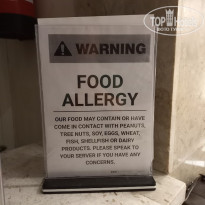 TopHotels
WARNING
FOOD
ALLERGY
OUR FOOD MAY CONTAIN OR HAVE
COME IN CONTACT WITH PEANUTS,
TREE NUTS, SOY, EGGS, WHEAT,
FISH, SHELLFISH OR DAIRY
PRODUCTS. PLEASE SPEAK TO
YOUR SERVER IF YOU HAVE ANY
CONCERNS.